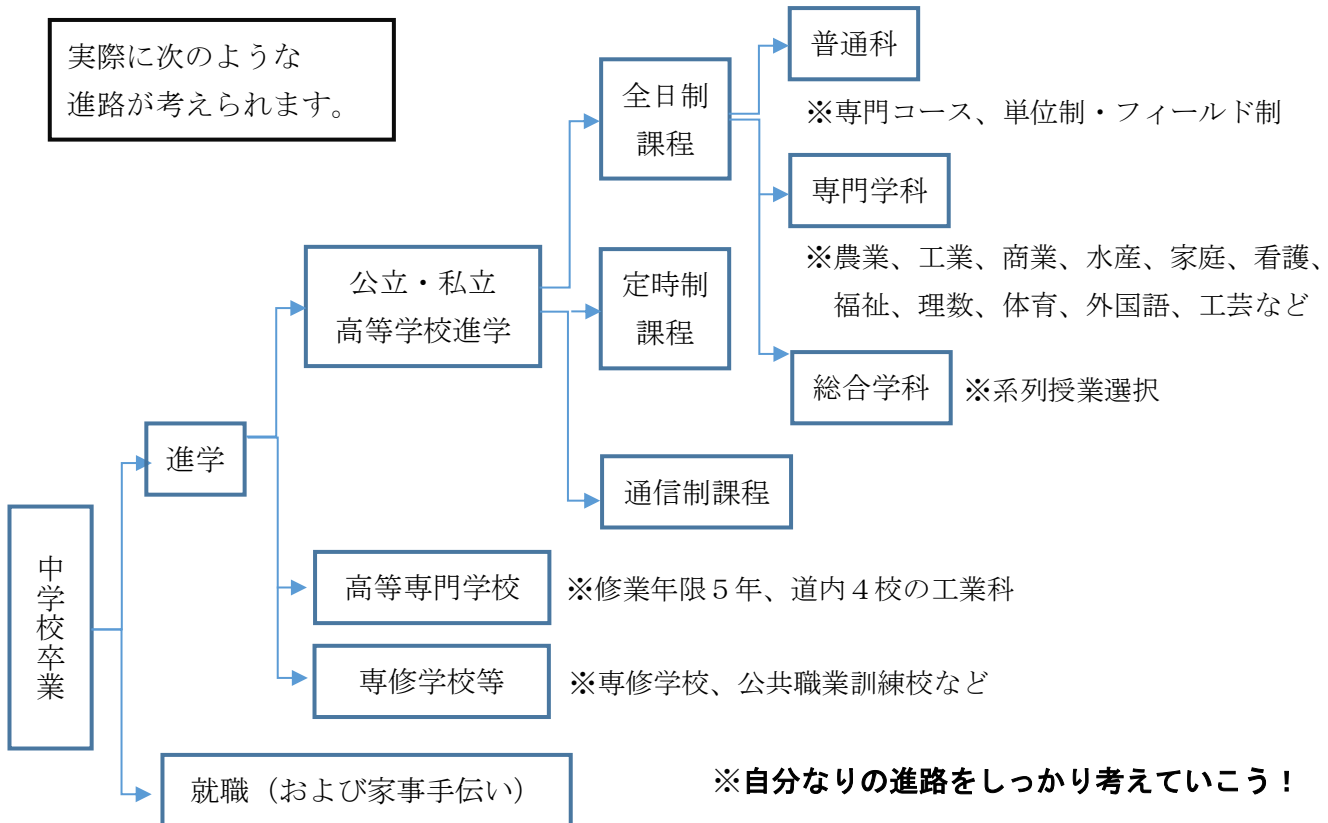 実際に次のような
進路が考えられます。
普通科
※専門コース、単位制・フィールド制
全日制
課程
専門学科
※農業、工業、商業、水産、家庭、看護、
福祉、理数、体育、外国語、工芸など
公立・私立
高等学校進学
定時制
課程
総合学科
※系列授業選択
進学
通信制課程
中学校卒業
高等専門学校
※修業年限５年、道内４校の工業科
専修学校等
※専修学校、公共職業訓練校など
就職（および家事手伝い）
※自分なりの進路をしっかり考えていこう！